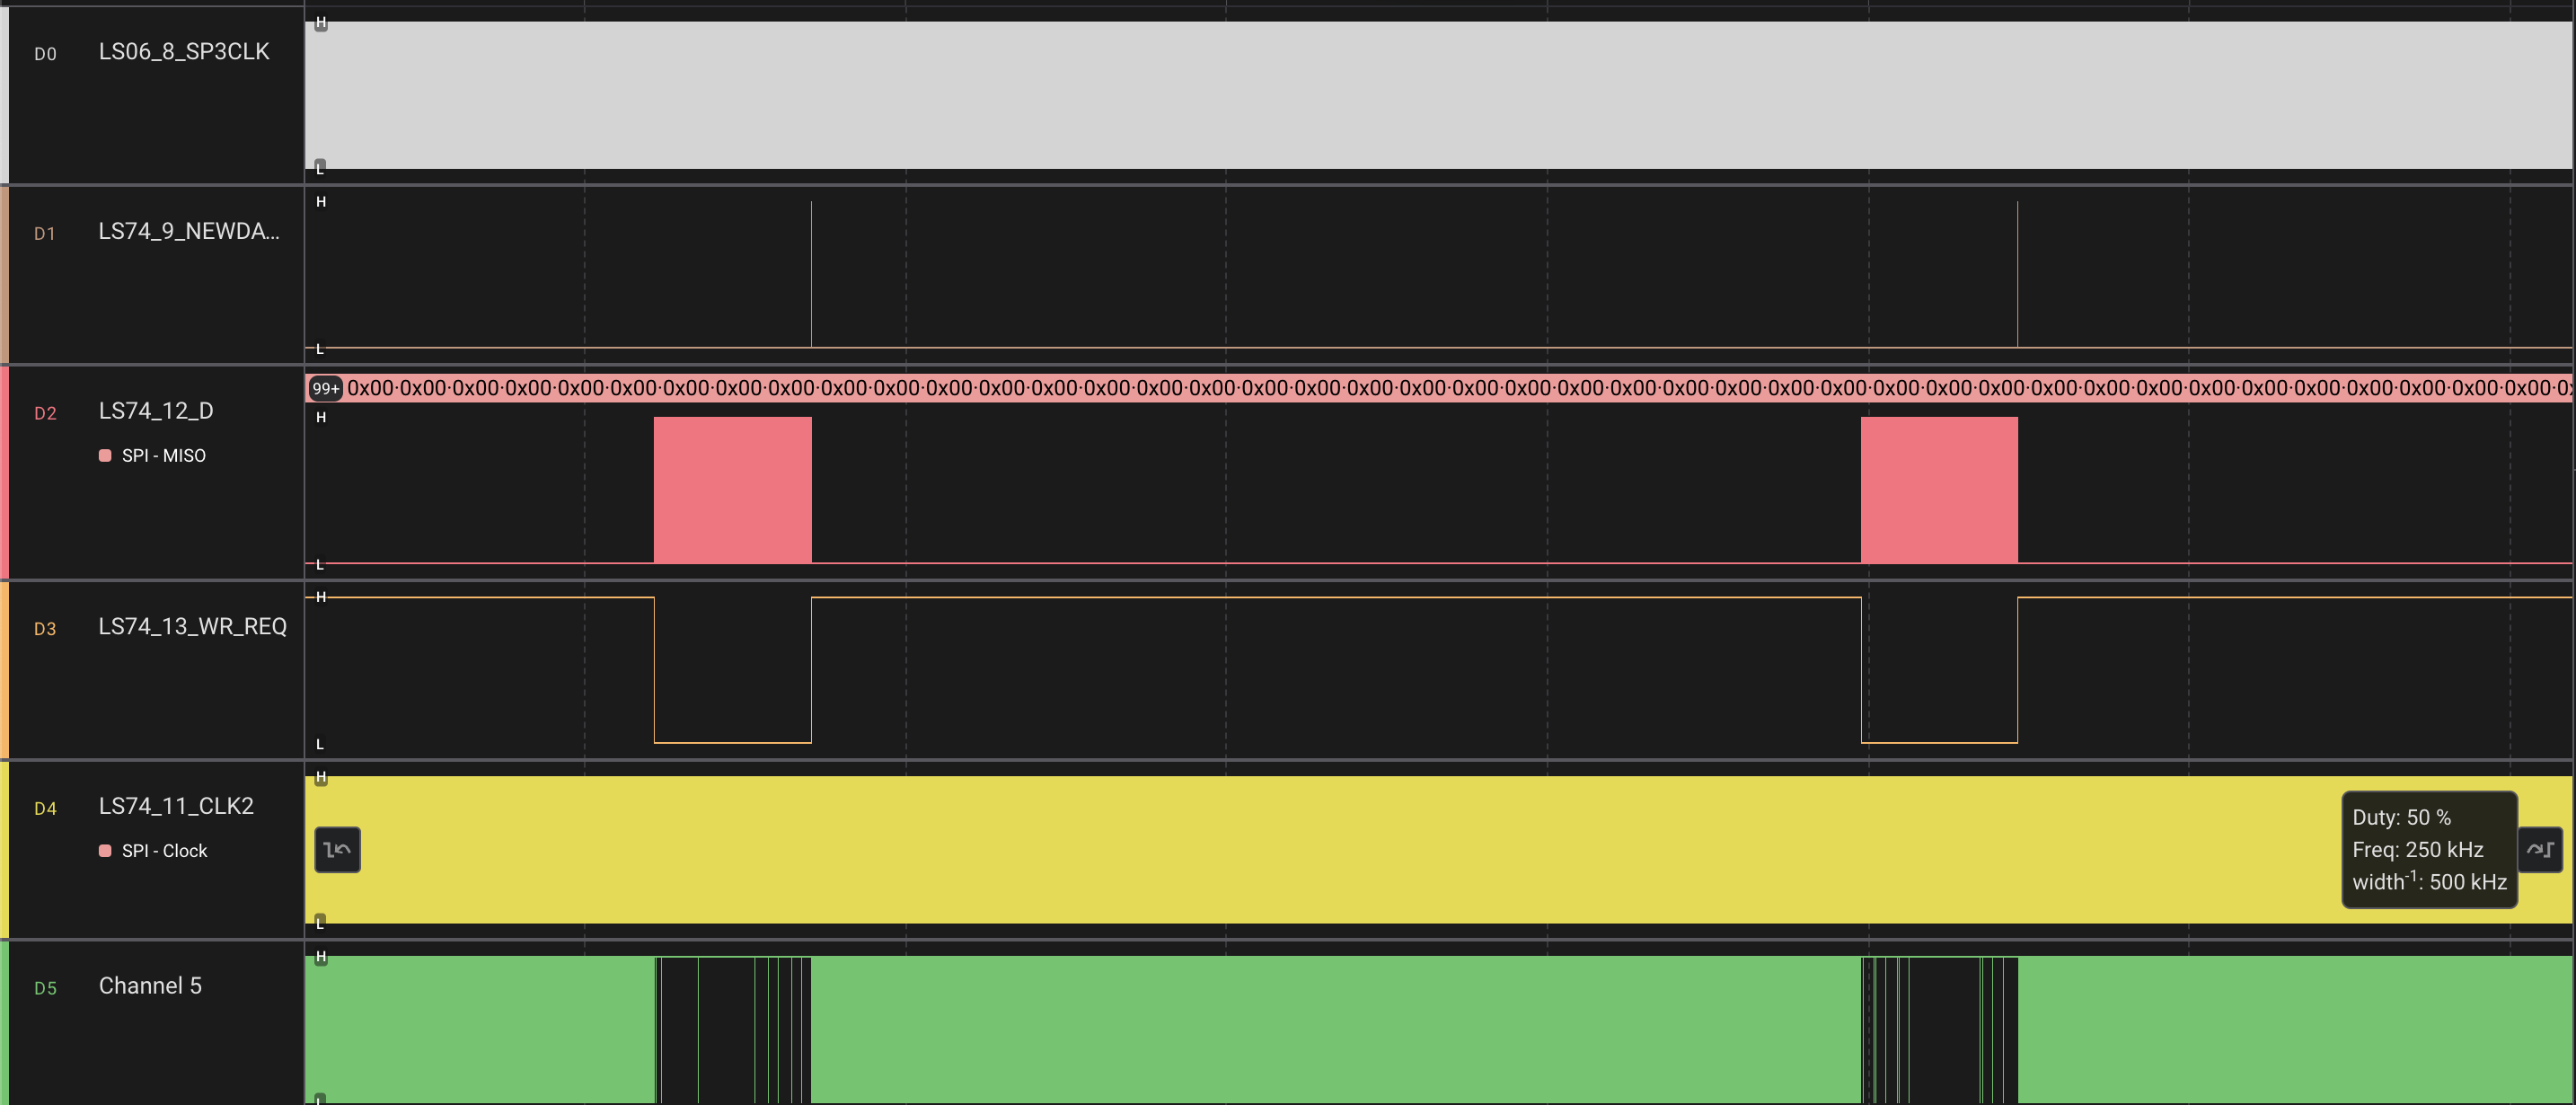 D0 LS06_8_SP3CLK
H
L
D1 LS74_9_NEWDA...
H
L
99+ 0x00·0x00·0x00·0x00·0x00·0x00·0x00·0x00·0x00·0x00·0x00·0x00·0x00·0x00·0x00·0x00·0x00·0x00·0x00·0x00·0x00·0x00·0x00·0x00·0x00·0x00·0x00·0x00·0x00·0x00·0x00·0x00·0x00·0x00·0x00·0x00·0x00·0x00·0x00·0x00·0x00·0x00·0x
D2 LS74_12_D
SPI - MISO
H
L
D3 LS74_13_WR_REQ
H
L
D4 LS74_11_CLK2
SPI - Clock
H
L
Duty: 50 %
Freq: 250 kHz
width-1: 500 kHz
D5 Channel 5
H
L